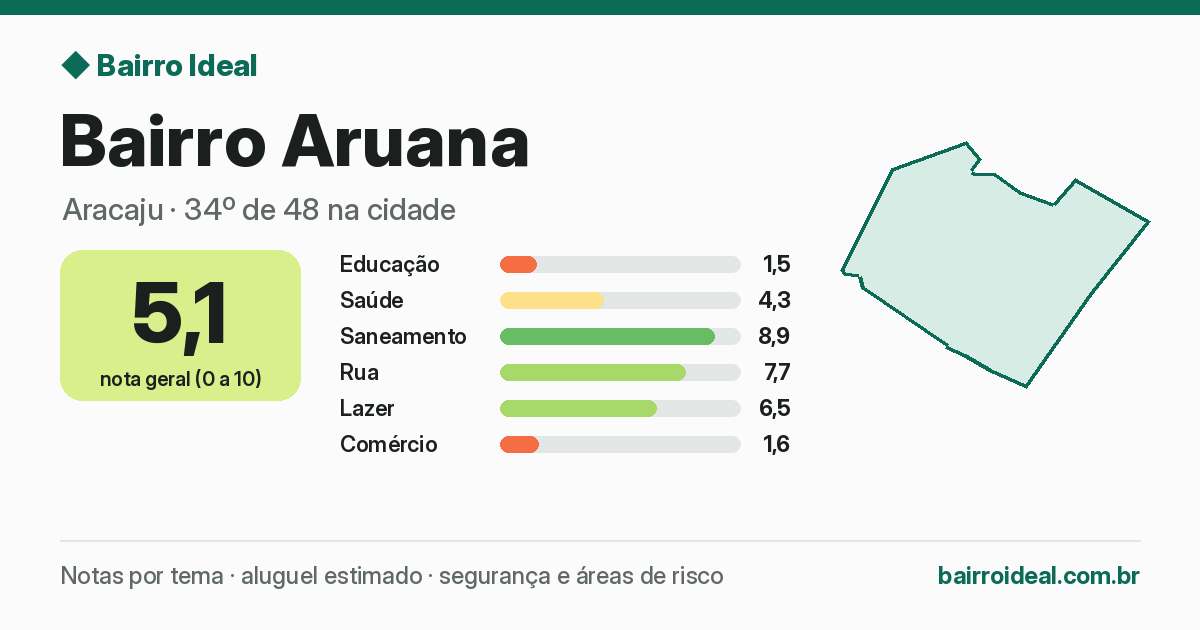 Bairro Ideal
Bairro Aruana
Aracaju · 34º de 48 na cidade
5,1
nota geral (0 a 10)
Educação 1,5
Saúde 4,3
Saneamento 8,9
Rua 7,7
Lazer 6,5
Comércio 1,6
Notas por tema · aluguel estimado · segurança e áreas de risco
bairroideal.com.br